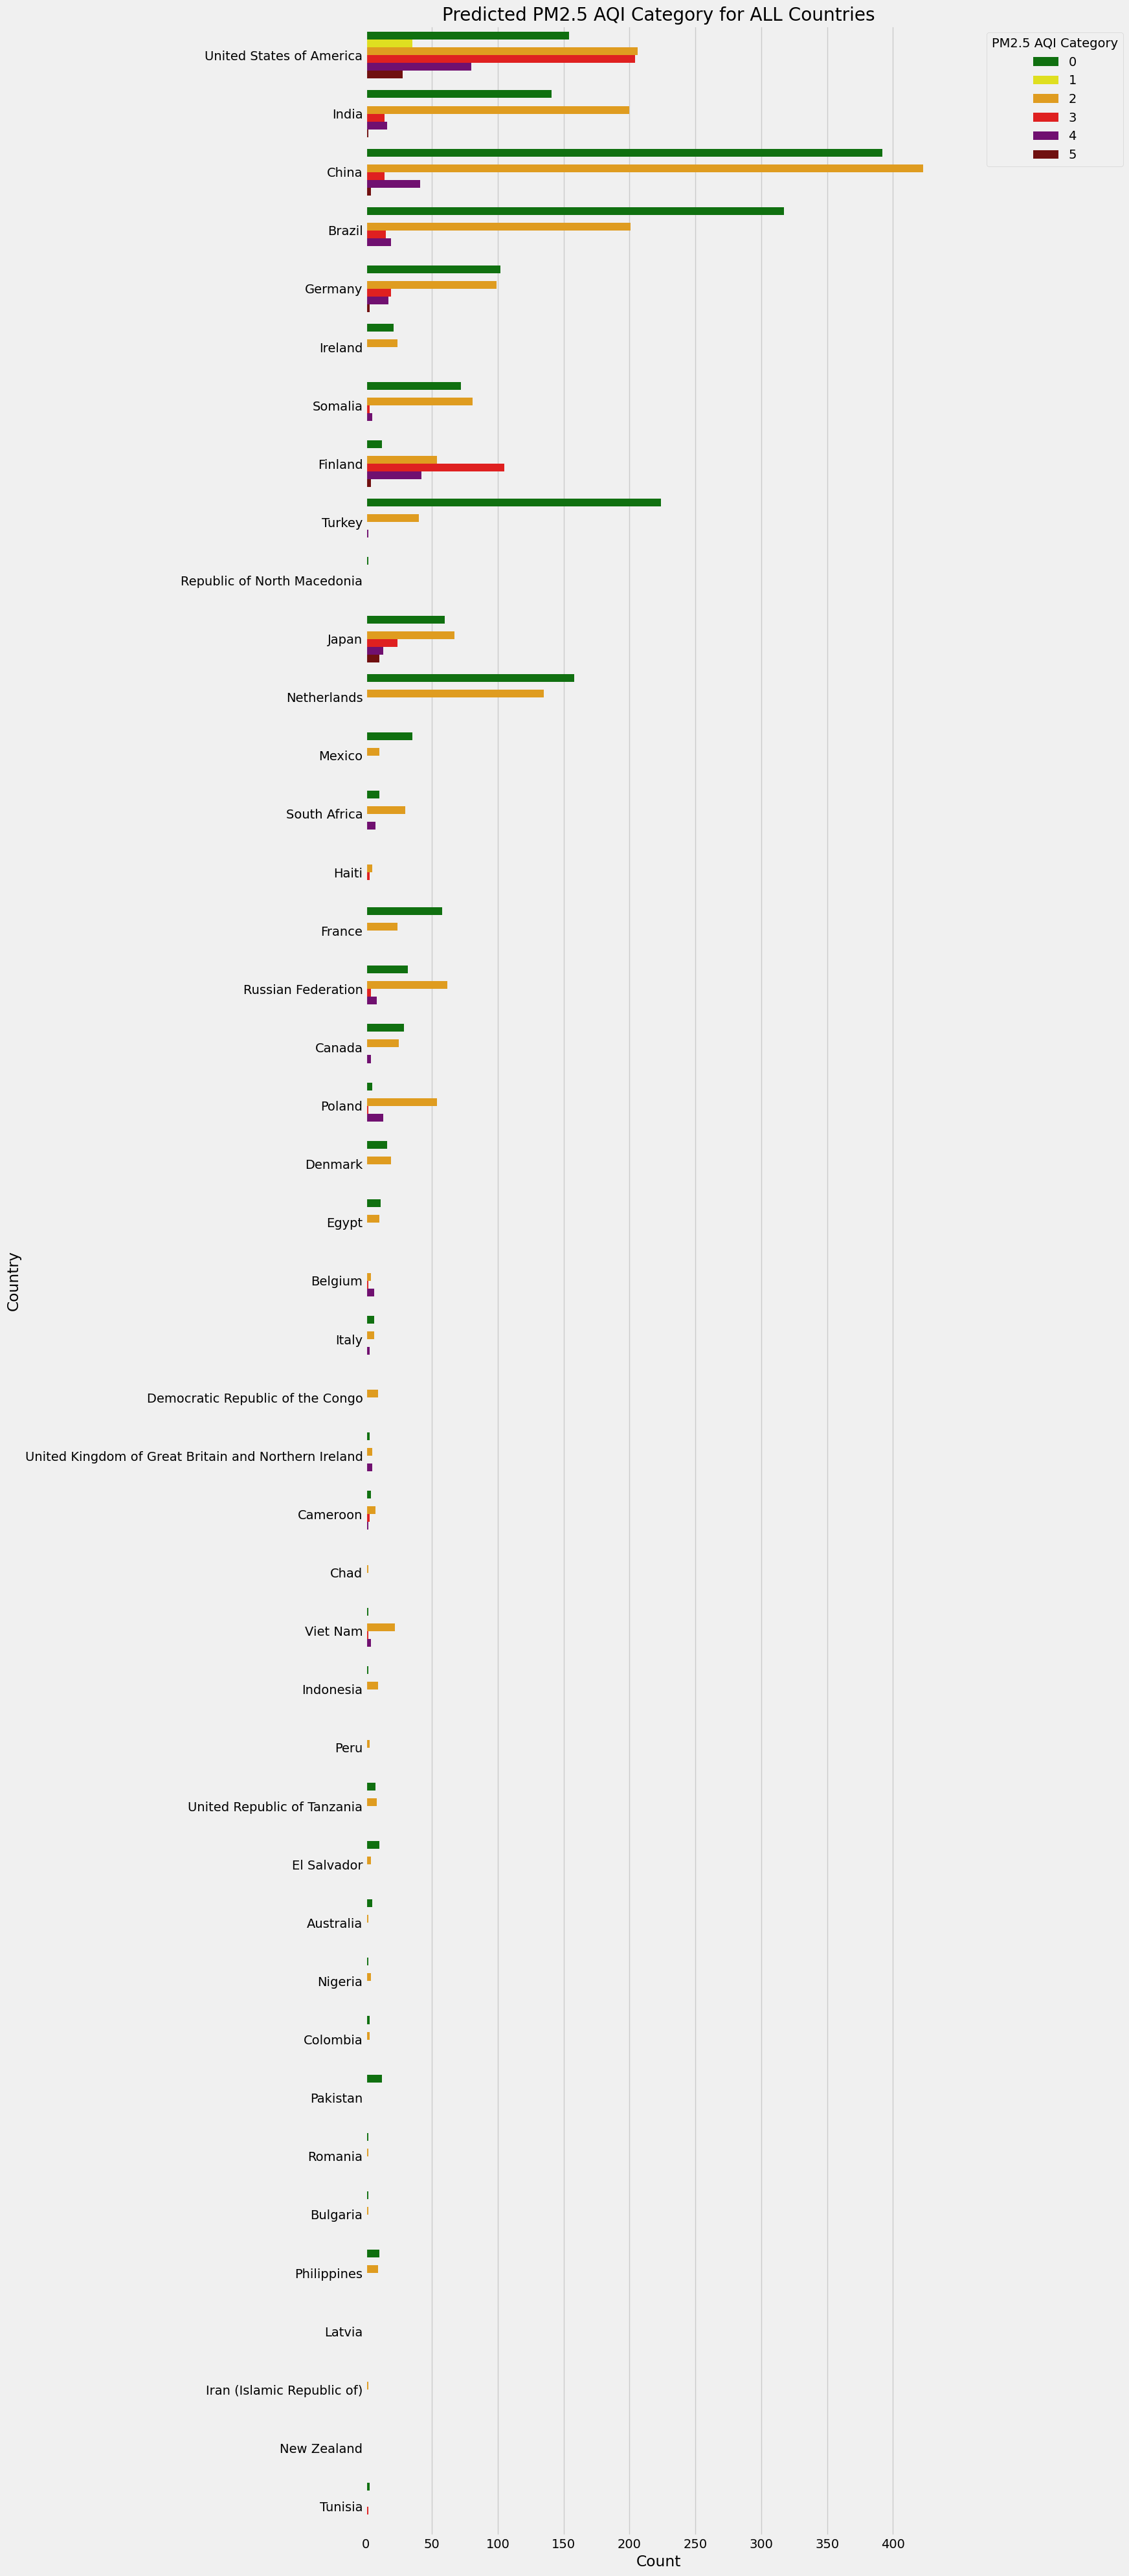 Predicted PM2.5 AQI Category for ALL Countries
PM2.5 AQI Category
0
1
2
3
4
5
United States of America
India
China
Brazil
Germany
Ireland
Somalia
Finland
Turkey
Republic of North Macedonia
Japan
Netherlands
Mexico
South Africa
Haiti
France
Russian Federation
Canada
Poland
Denmark
Egypt
Belgium
Italy
Democratic Republic of the Congo
United Kingdom of Great Britain and Northern Ireland
Cameroon
Chad
Viet Nam
Indonesia
Peru
United Republic of Tanzania
El Salvador
Australia
Nigeria
Colombia
Pakistan
Romania
Bulgaria
Philippines
Latvia
Iran (Islamic Republic of)
New Zealand
Tunisia
Country
0 50 100 150 200 250 300 350 400
Count